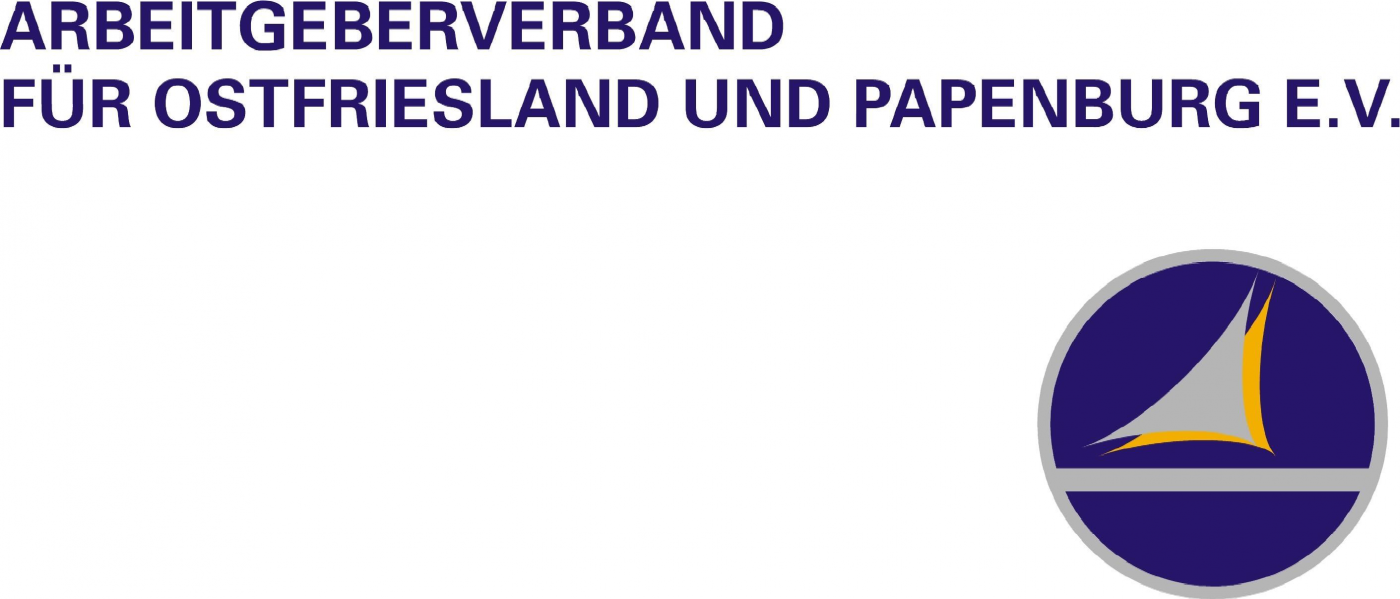 ARBEITGEBERVERBAND
FÜR OSTFRIESLAND UND PAPENBURG E.V.